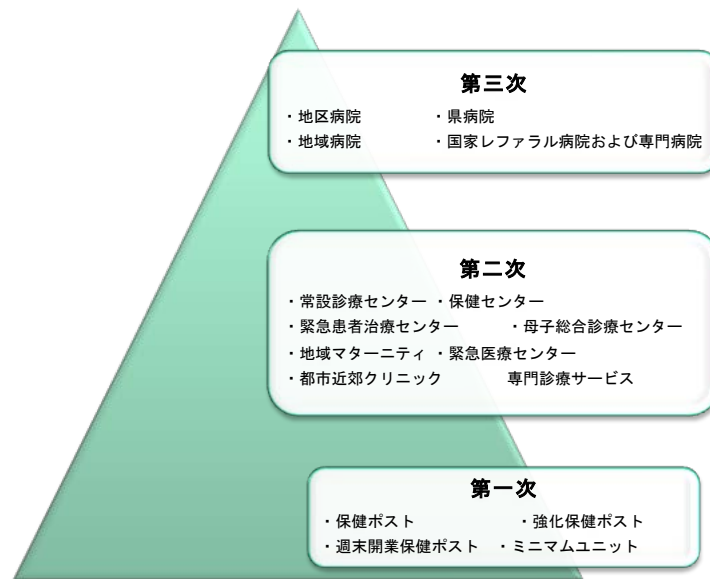 第三次
・地区病院 ・県病院
・地域病院 ・国家レファラル病院および専門病院
第二次
・常設診療センター ・保健センター
・緊急患者治療センター ・母子総合診療センター
・地域マターニティ ・緊急医療センター
・都市近郊クリニック 専門診療サービス
第一次
・保健ポスト ・強化保健ポスト
・週末開業保健ポスト ・ミニマムユニット